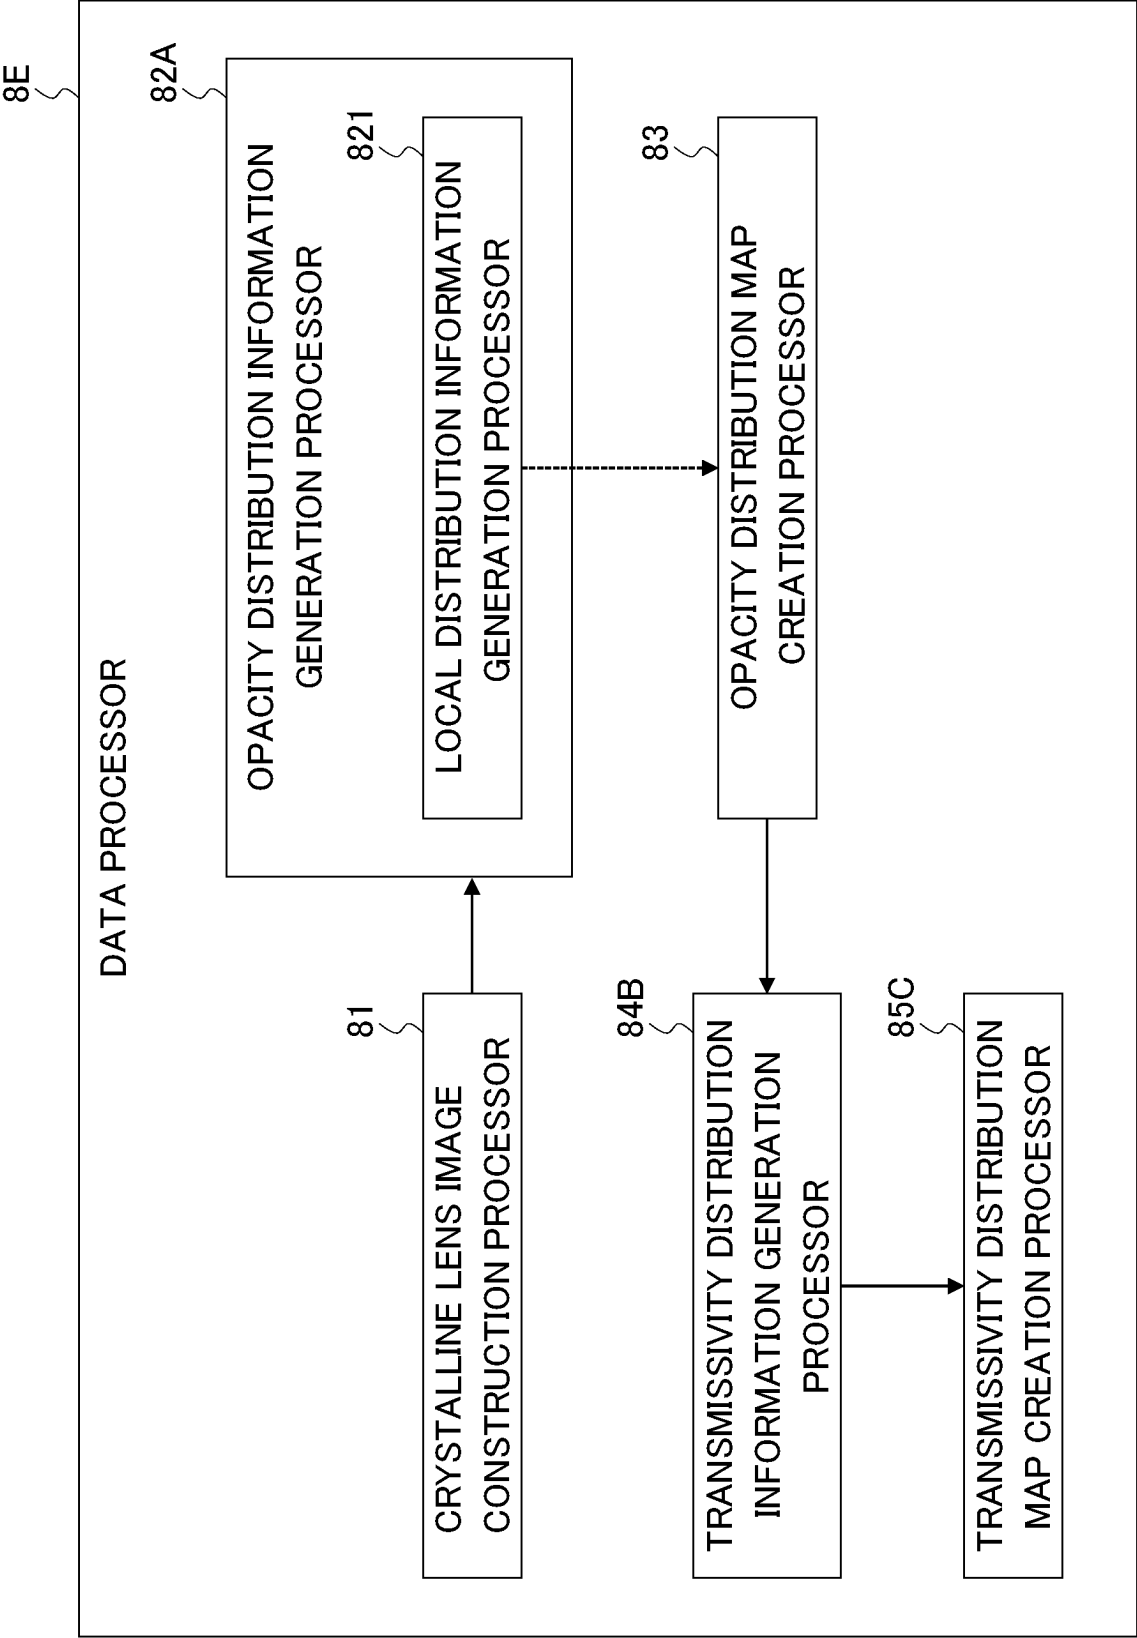 8E
DATA PROCESSOR
82A
OPACITY DISTRIBUTION INFORMATION
GENERATION PROCESSOR
81
CRYSTALLINE LENS IMAGE
CONSTRUCTION PROCESSOR
821
LOCAL DISTRIBUTION INFORMATION
GENERATION PROCESSOR
84B
TRANSMISSIVITY DISTRIBUTION
INFORMATION GENERATION
PROCESSOR
83
OPACITY DISTRIBUTION MAP
CREATION PROCESSOR
85C
TRANSMISSIVITY DISTRIBUTION
MAP CREATION PROCESSOR